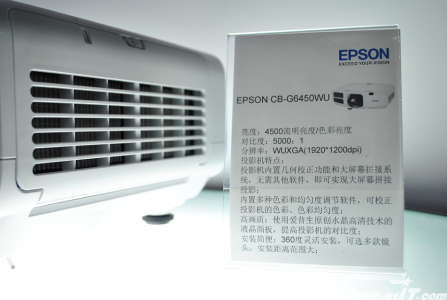 EPSON
EXCEED YOUR VISION
EPSON CB-G6450WU
亮度：4500流明亮度/色彩亮度
对比度：5000：1
分辨率：WUXGA(1920*1200dpi)
投影机特点：
投影机内置几何校正功能和大屏幕拼接系
统，无需其他软件，即可实现大屏幕拼接
投影；
内置多种色彩和均匀度调节软件，可校正
投影机的色彩、色彩均匀度；
高画质：使用爱普生原创水晶高清技术的
液晶面板，提高投影机的对比度；
安装简便：360度灵活安装，可选多款镜
头，安装距离范围大；